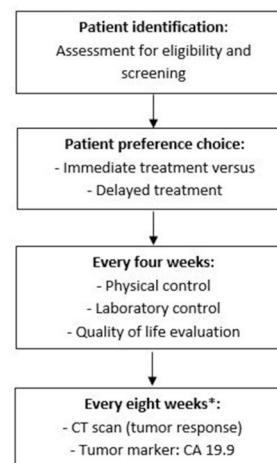 Patient identification:
Assessment for eligibility and
screening
Patient preference choice:
- Immediate treatment versus
- Delayed treatment
Every four weeks:
- Physical control
- Laboratory control
- Quality of life evaluation
Every eight weeks*:
- CT scan (tumor response)
- Tumor marker: CA 19.9